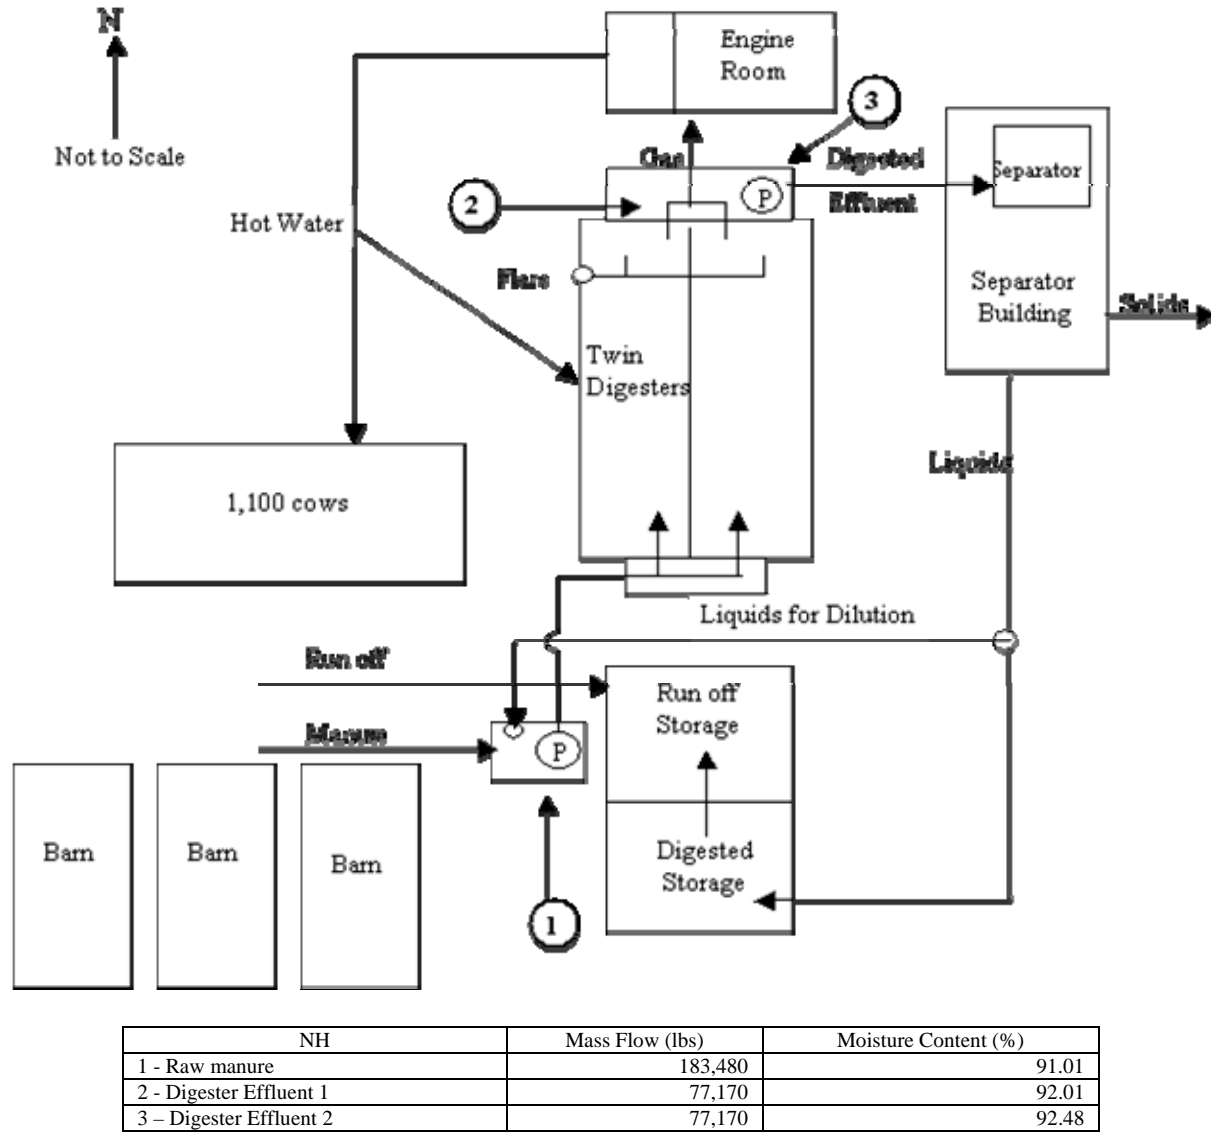 N
Not to Scale
Engine
Room
3
Gas
Digested
Effluent
P
2
Separator
Hot Water
Flare
Separator
Building
Solids
Twin
Digesters
Liquids
1,100 cows
Liquids for Dilution
Run off
Run off
Storage
Manure
P
Barn
Barn
Barn
Digested
Storage
1
NH Mass Flow (lbs) Moisture Content (%)
1 - Raw manure 183,480 91.01
2 - Digester Effluent 1 77,170 92.01
3 – Digester Effluent 2 77,170 92.48